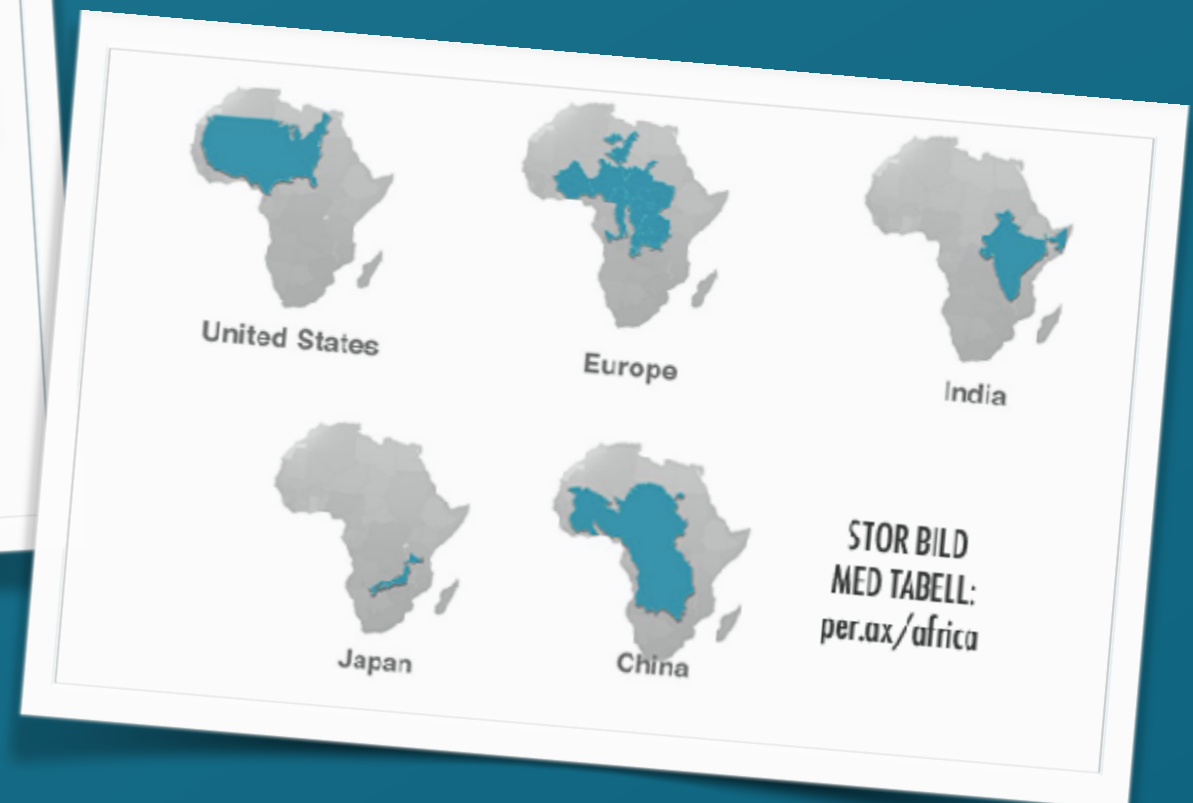 United States
Europe
India
Japan
China
STOR BILD
MED TABELL:
per.ax/africa